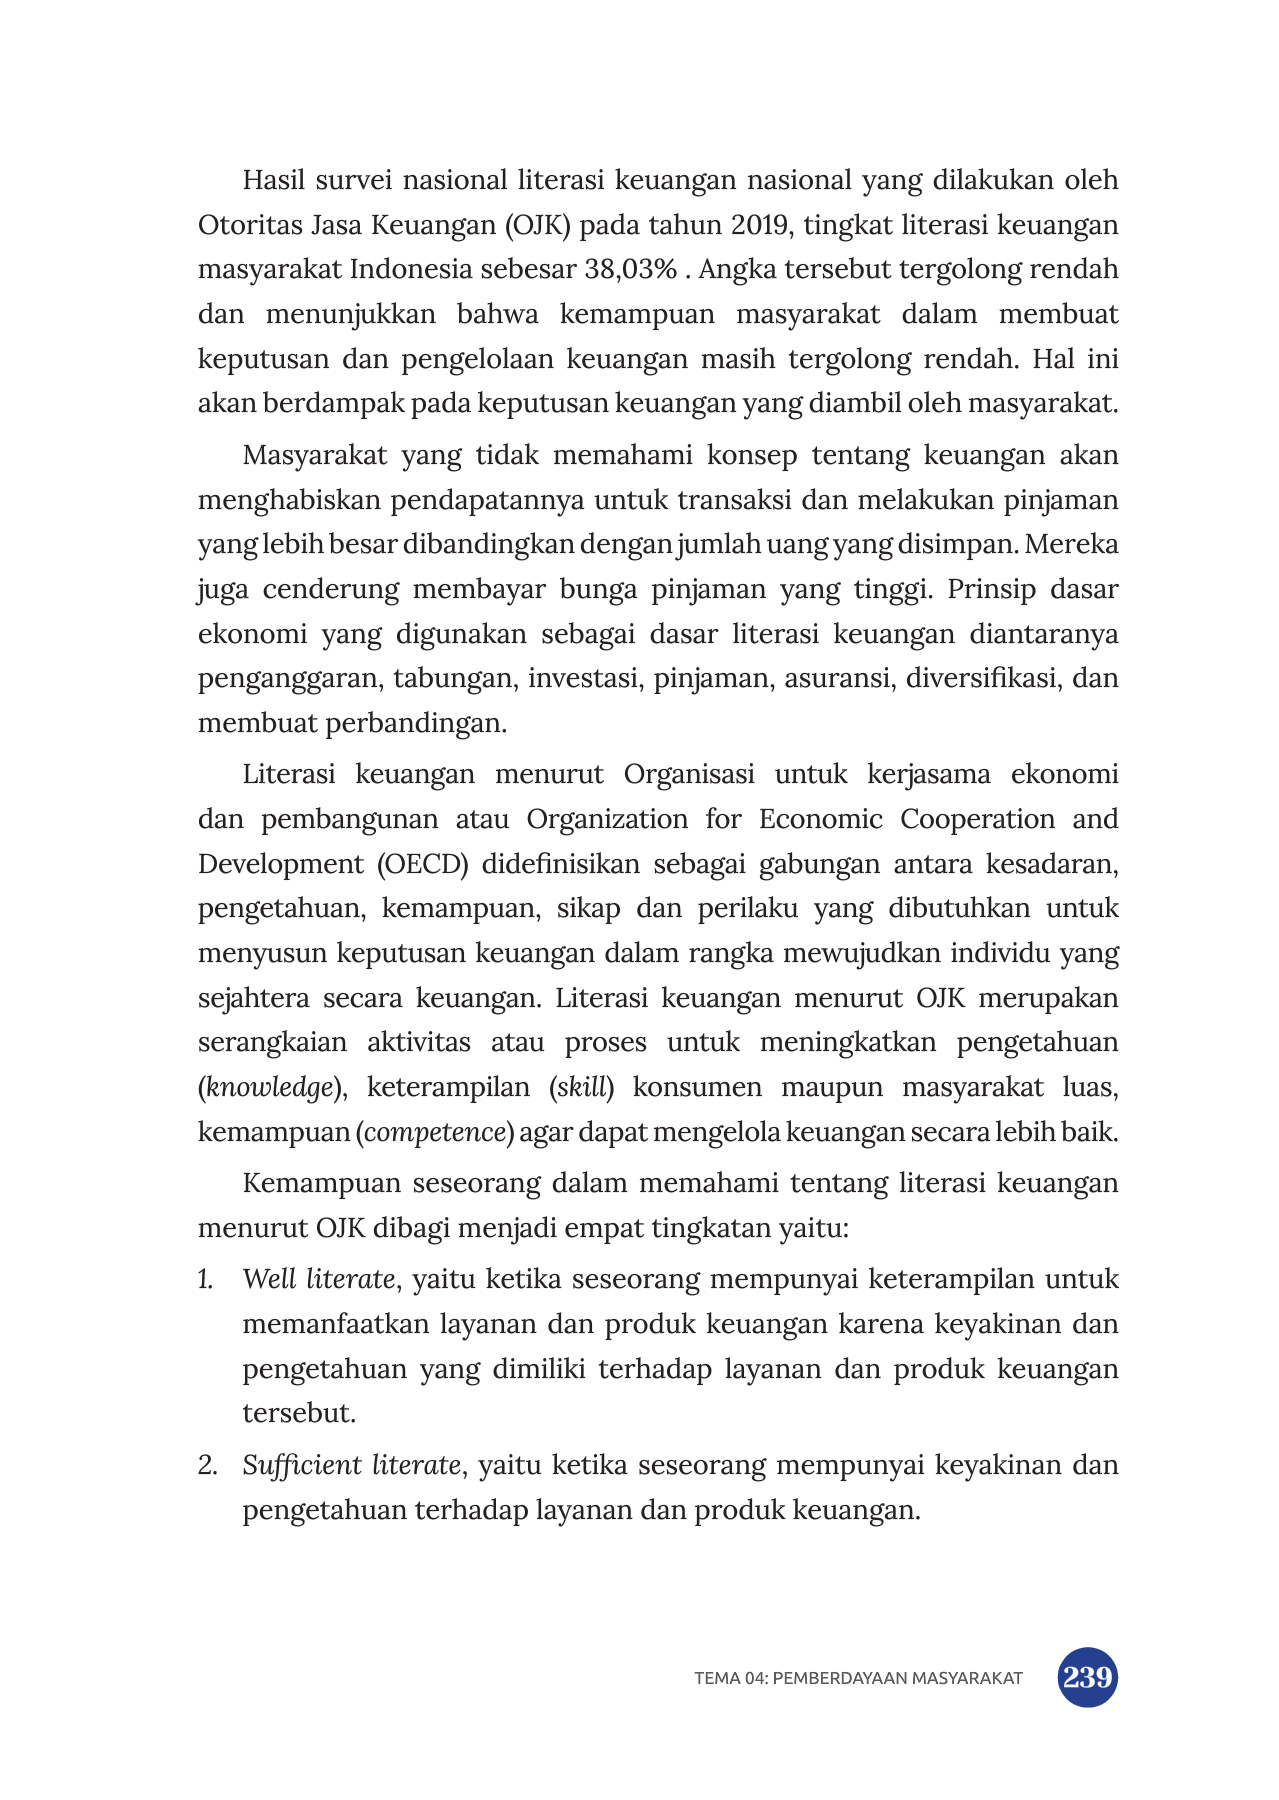 Hasil survei nasional literasi keuangan nasional yang dilakukan oleh
Otoritas Jasa Keuangan (OJK) pada tahun 2019, tingkat literasi keuangan
masyarakat Indonesia sebesar 38,03% . Angka tersebut tergolong rendah
dan menunjukkan bahwa kemampuan masyarakat dalam membuat
keputusan dan pengelolaan keuangan masih tergolong rendah. Hal ini
akan berdampak pada keputusan keuangan yang diambil oleh masyarakat.
Masyarakat yang tidak memahami konsep tentang keuangan akan
menghabiskan pendapatannya untuk transaksi dan melakukan pinjaman
yang lebih besar dibandingkan dengan jumlah uang yang disimpan. Mereka
juga cenderung membayar bunga pinjaman yang tinggi. Prinsip dasar
ekonomi yang digunakan sebagai dasar literasi keuangan diantaranya
penganggaran, tabungan, investasi, pinjaman, asuransi, diversifikasi, dan
membuat perbandingan.
Literasi keuangan menurut Organisasi untuk kerjasama ekonomi
dan pembangunan atau Organization for Economic Cooperation and
Development (OECD) didefinisikan sebagai gabungan antara kesadaran,
pengetahuan, kemampuan, sikap dan perilaku yang dibutuhkan untuk
menyusun keputusan keuangan dalam rangka mewujudkan individu yang
sejahtera secara keuangan. Literasi keuangan menurut OJK merupakan
serangkaian aktivitas atau proses untuk meningkatkan pengetahuan
(knowledge), keterampilan (skill) konsumen maupun masyarakat luas,
kemampuan (competence) agar dapat mengelola keuangan secara lebih baik.
Kemampuan seseorang dalam memahami tentang literasi keuangan
menurut OJK dibagi menjadi empat tingkatan yaitu:
1. Well literate, yaitu ketika seseorang mempunyai keterampilan untuk
memanfaatkan layanan dan produk keuangan karena keyakinan dan
pengetahuan yang dimiliki terhadap layanan dan produk keuangan
tersebut.
2. Sufficient literate, yaitu ketika seseorang mempunyai keyakinan dan
pengetahuan terhadap layanan dan produk keuangan.
TEMA 04: PEMBERDAYAAN MASYARAKAT 239